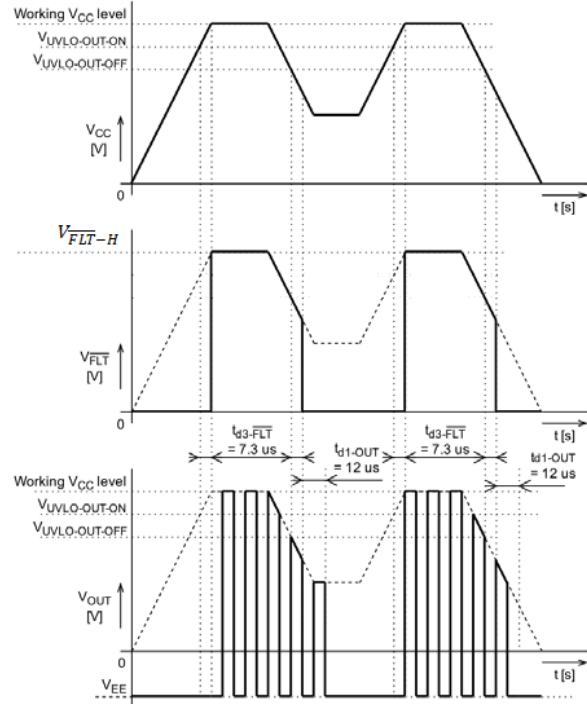 Working VCC level
VUVLO-OUT-ON
VUVLO-OUT-OFF
VCC
[V]
0
t [s]
VFLT-H
VFLT
[V]
0
t [s]
td3-FLT
= 7.3 us
td1-OUT
= 12 us
td3-FLT
= 7.3 us
td1-OUT
= 12 us
Working VCC level
VUVLO-OUT-ON
VUVLO-OUT-OFF
VOUT
[V]
0
t [s]
VEE